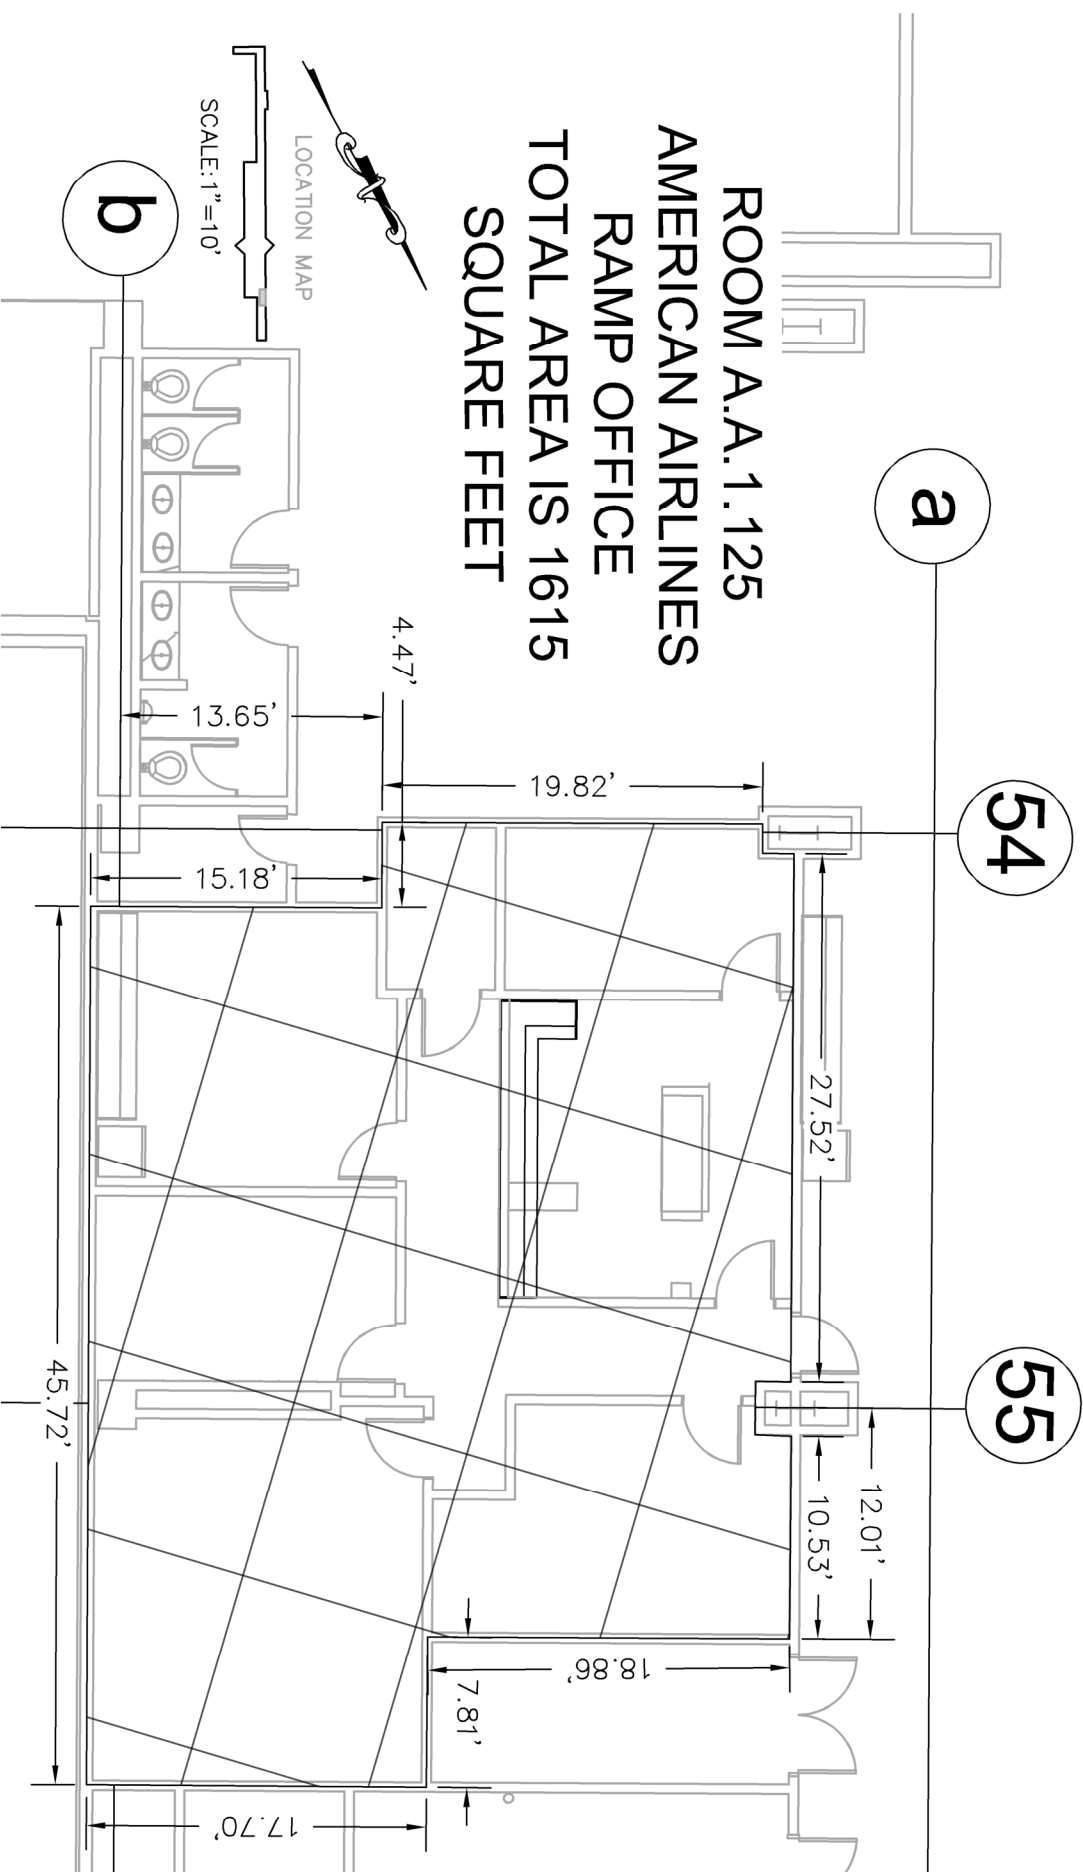 ROOM A.A.1.125
AMERICAN AIRLINES
RAMP OFFICE
TOTAL AREA IS 1615
SQUARE FEET
LOCATION MAP
SCALE: 1"=10'
a
b
54
55
4.47'
13.65'
19.82'
15.18'
27.52'
12.01'
10.53'
45.72'
18.86'
7.81'
17.70'